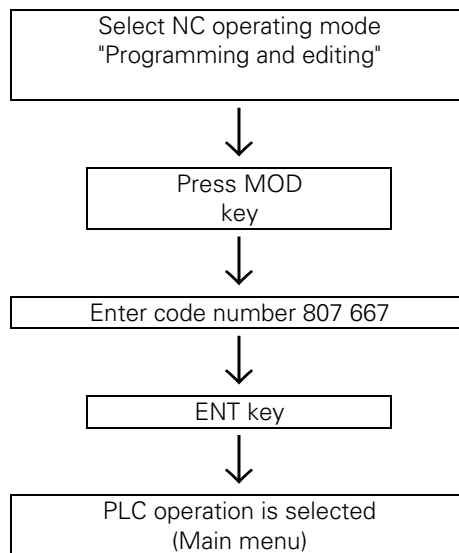 Select NC operating mode
"Programming and editing"
Press MOD
key
Enter code number 807 667
ENT key
PLC operation is selected
(Main menu)